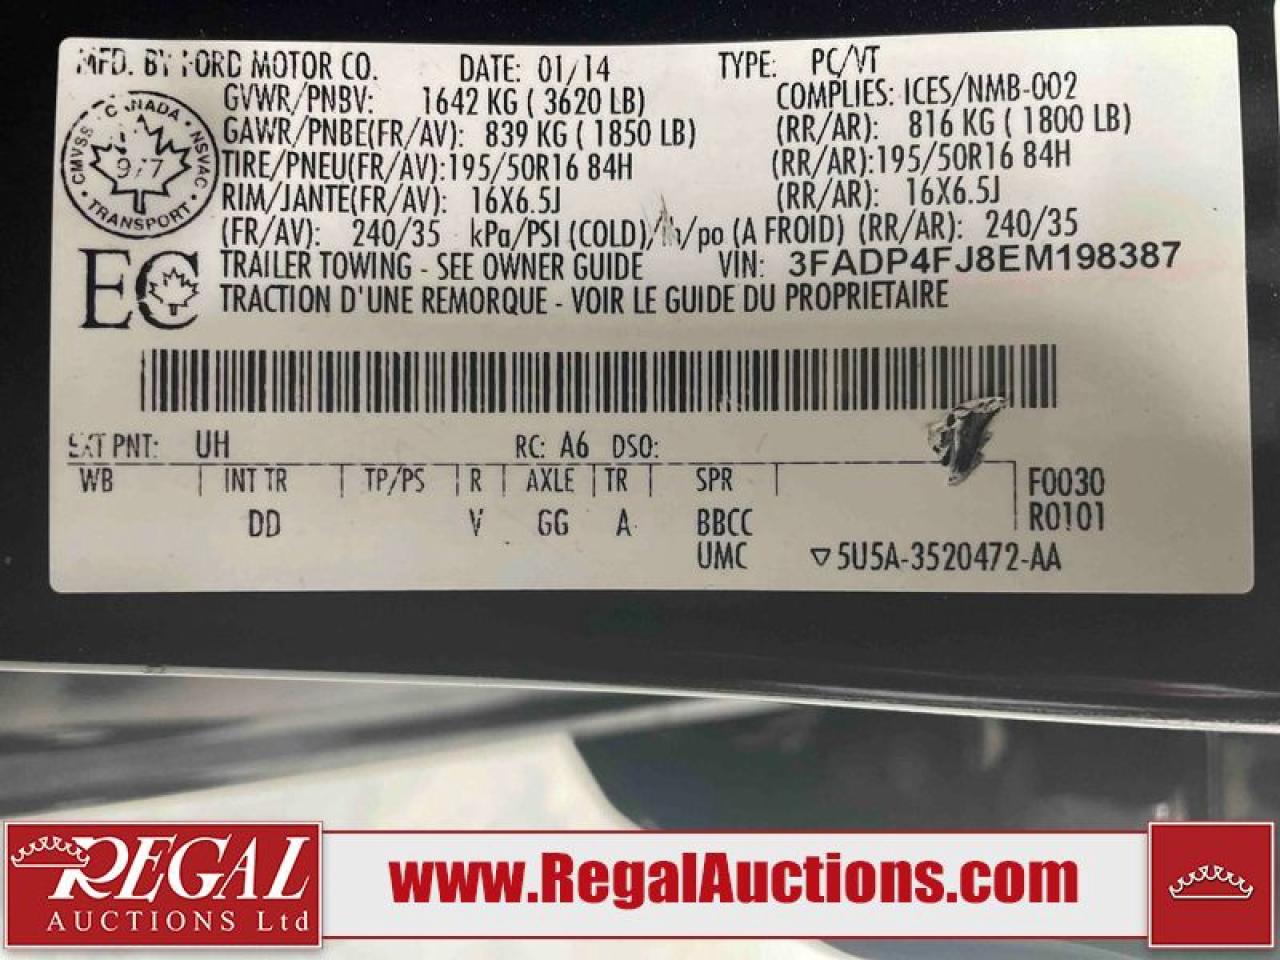 MFD. BY FORD MOTOR CO. DATE: 01/14 TYPE: PC/VT
GVWR/PNBV: 1642 KG ( 3620 LB) COMPLIES: ICES/NMB-002
GAWR/PNBE(FR/AV): 839 KG ( 1850 LB) (RR/AR): 816 KG ( 1800 LB)
TIRE/PNEU(FR/AV): 195/50R16 84H (RR/AR): 195/50R16 84H
RIM/JANTE(FR/AV): 16X6.5J (RR/AR): 16X6.5J
(FR/AV): 240/35 kPa/PSI (COLD)/ /po (A FROID) (RR/AR): 240/35
TRAILER TOWING - SEE OWNER GUIDE VIN: 3FADP4FJ8EM198387
TRACTION D'UNE REMORQUE - VOIR LE GUIDE DU PROPRIETAIRE
CANADA · NSVAC · TRANSPORT · CMVSS
977
EC
EXT PNT: UH RC: A6 DSO:
WB | INT TR | TP/PS | R | AXLE | TR | SPR | F0030
DD V GG A BBCC R0101
UMC ▽ 5U5A-3520472-AA
REGAL
AUCTIONS Ltd
www.RegalAuctions.com